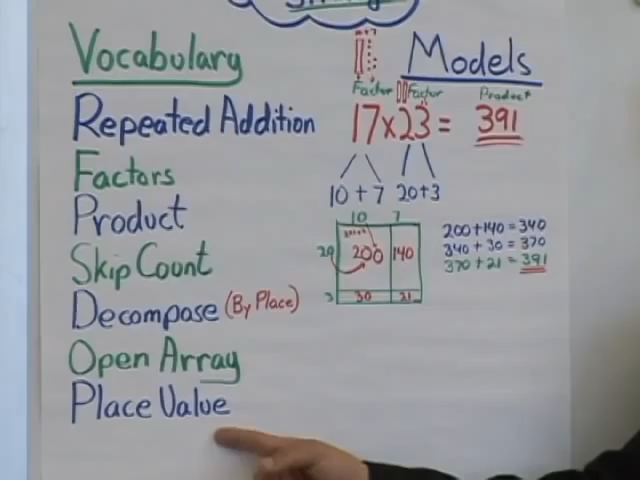 Vocabulary
Repeated Addition
Factors
Product
Skip Count
Decompose (By Place)
Open Array
Place Value
Models
Factor Factor Product
17x23= 391
10 + 7 20+3
10 7
20 200 140
3 30 21
200+140=340
340 + 30 = 370
370 + 21 = 391